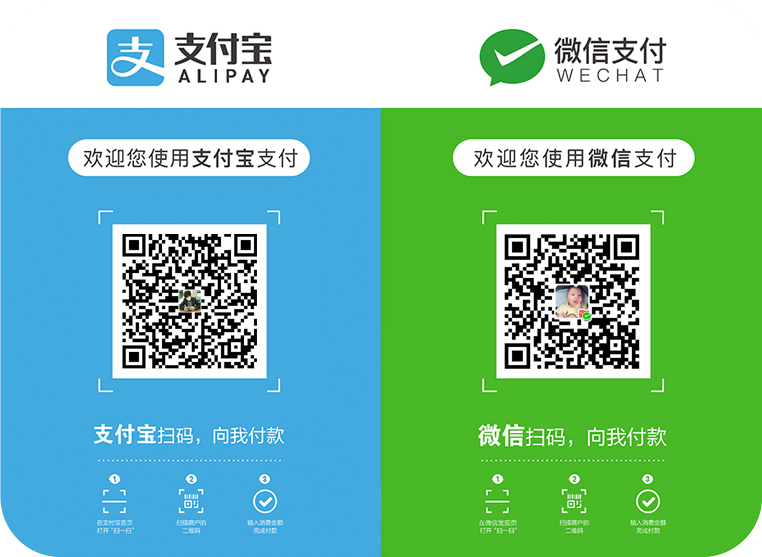 支付宝
ALIPAY
微信支付
WECHAT
欢迎您使用支付宝支付
欢迎您使用微信支付
支付宝扫码，向我付款
微信扫码，向我付款
1
2
3
在支付宝首页
打开“扫一扫”
扫描商户的
二维码
输入消费金额
完成付款
1
2
3
在微信发现页
打开“扫一扫”
扫描商户的
二维码
输入消费金额
完成付款